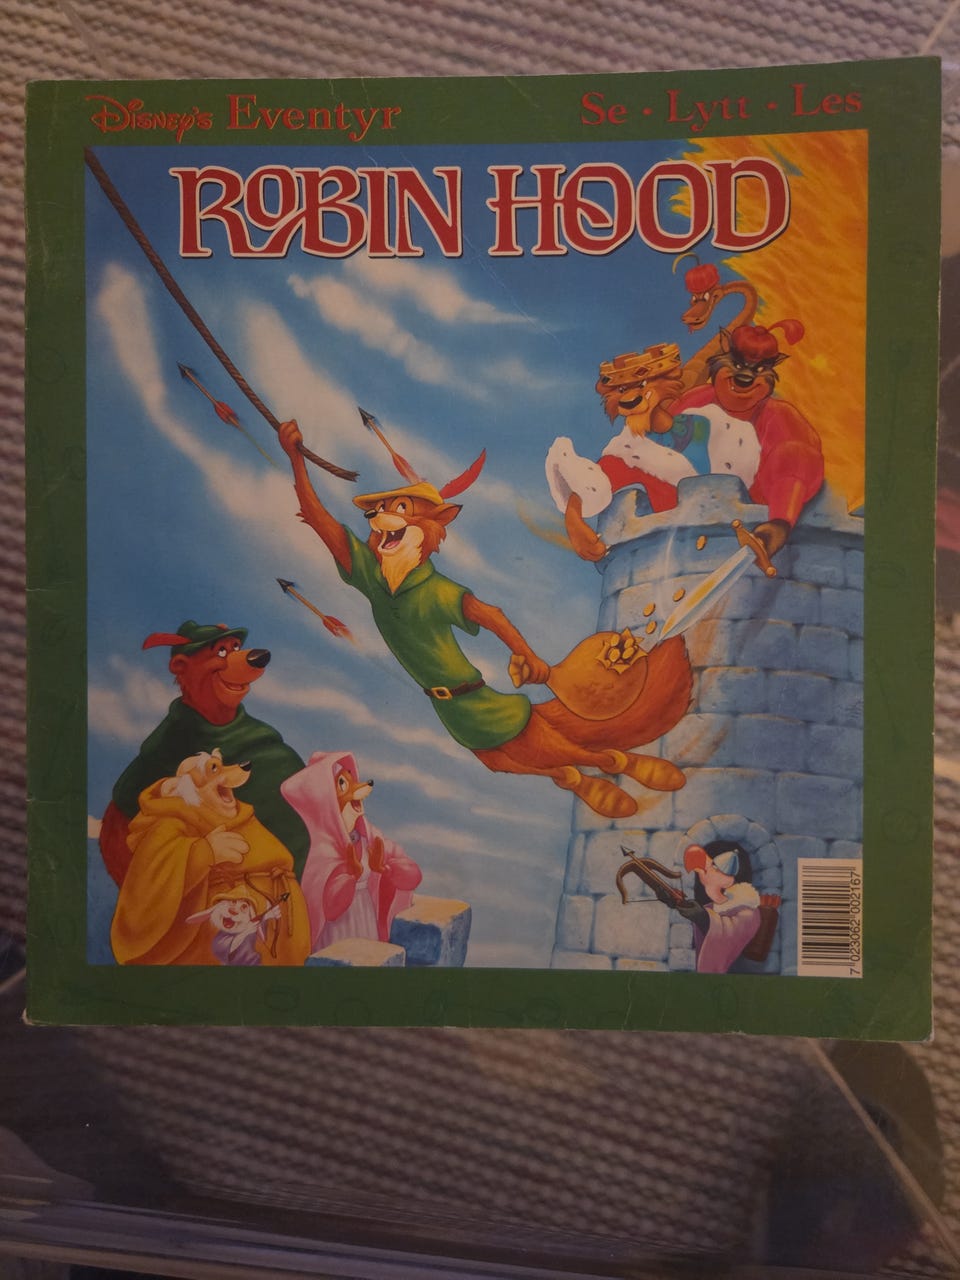 Disney's Eventyr
Se · Lytt · Les
ROBIN HOOD
7 023062 002167